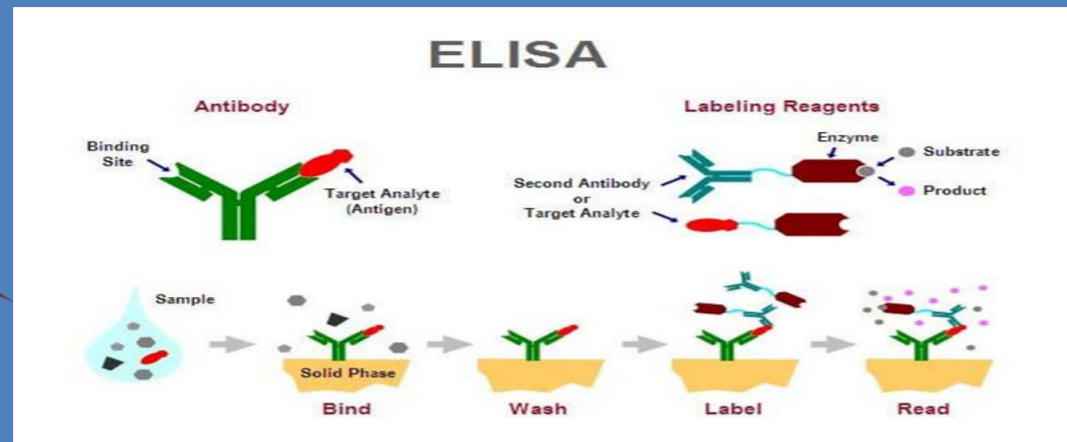 ELISA
Antibody
Labeling Reagents
Binding
Site
Target Analyte
(Antigen)
Enzyme
Substrate
Product
Second Antibody
or
Target Analyte
Sample
Solid Phase
Bind
Wash
Label
Read